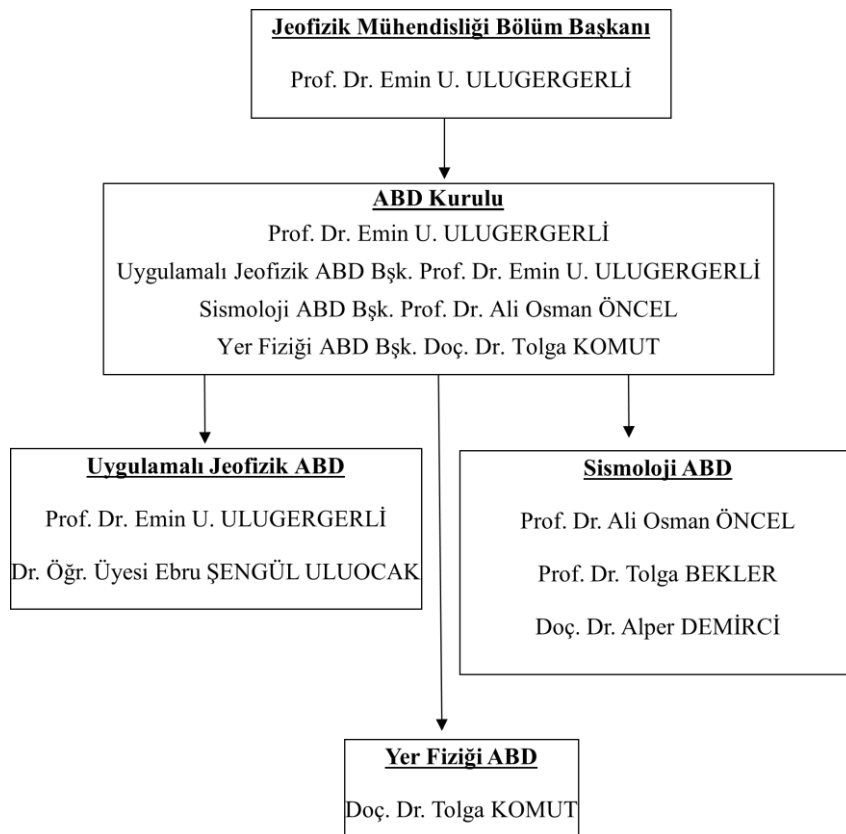 Jeofizik Mühendisliği Bölüm Başkanı
Prof. Dr. Emin U. ULUGERGERLİ
ABD Kurulu
Prof. Dr. Emin U. ULUGERGERLİ
Uygulamalı Jeofizik ABD Bşk. Prof. Dr. Emin U. ULUGERGERLİ
Sismoloji ABD Bşk. Prof. Dr. Ali Osman ÖNCEL
Yer Fiziği ABD Bşk. Doç. Dr. Tolga KOMUT
Uygulamalı Jeofizik ABD
Prof. Dr. Emin U. ULUGERGERLİ
Dr. Öğr. Üyesi Ebru ŞENGÜL ULUOCAK
Sismoloji ABD
Prof. Dr. Ali Osman ÖNCEL
Prof. Dr. Tolga BEKLER
Doç. Dr. Alper DEMİRCİ
Yer Fiziği ABD
Doç. Dr. Tolga KOMUT